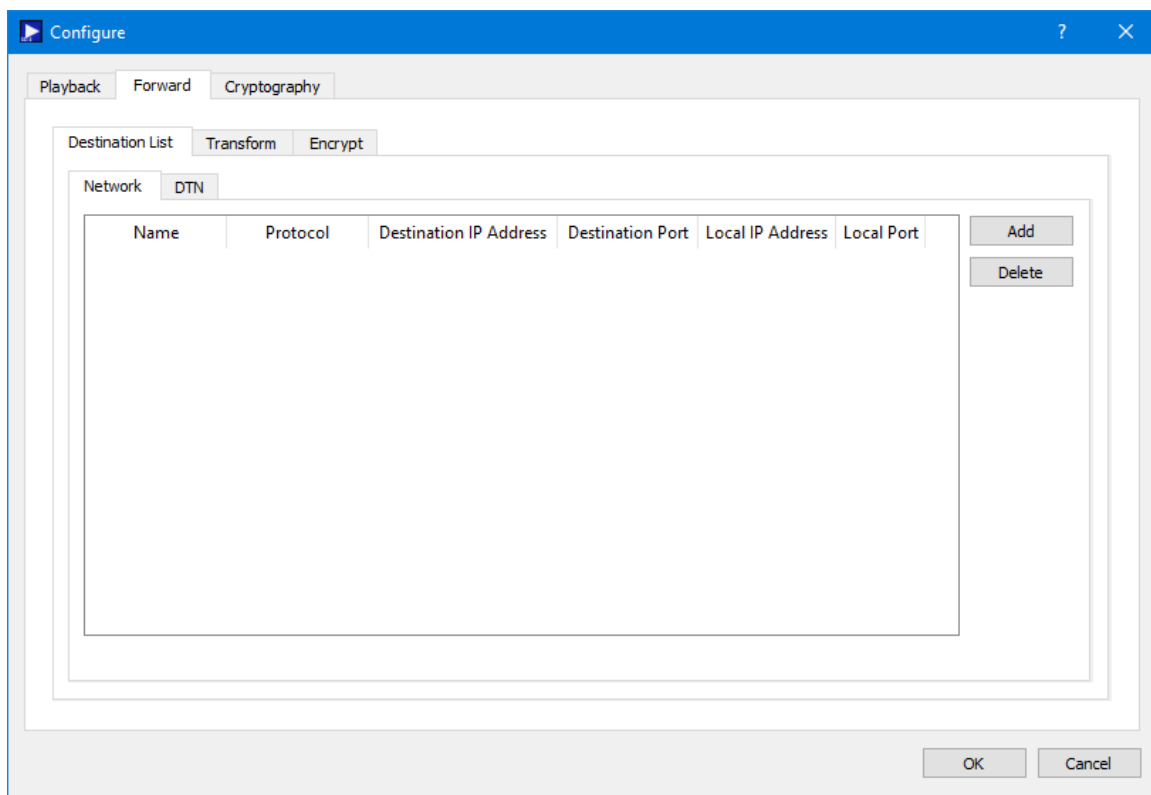 Configure
?
Playback Forward Cryptography
Destination List Transform Encrypt
Network DTN
Name Protocol Destination IP Address Destination Port Local IP Address Local Port Add
Delete
OK Cancel